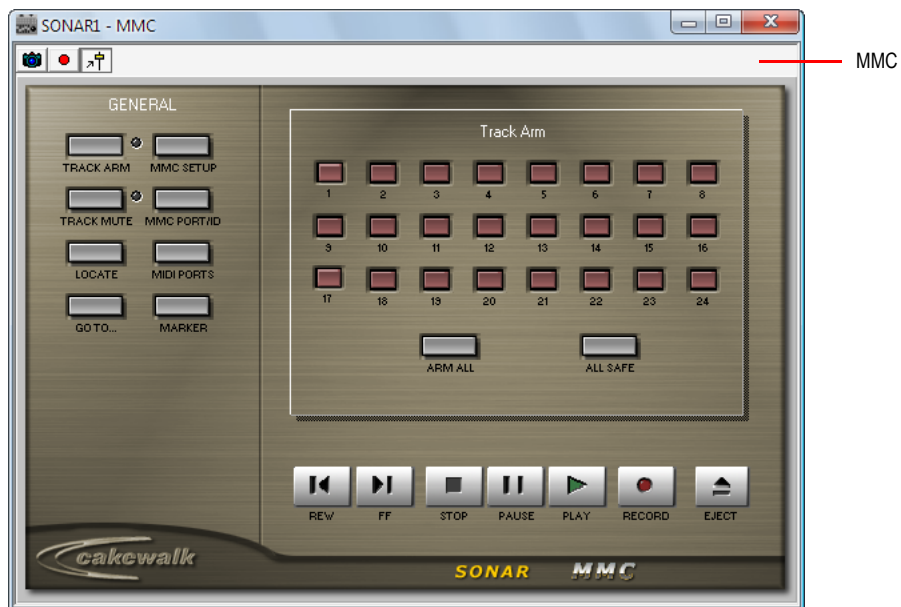 SONAR1 - MMC
MMC
GENERAL
TRACK ARM MMC SETUP
TRACK MUTE MMC PORT/ID
LOCATE MIDI PORTS
GO TO... MARKER
Track Arm
1 2 3 4 5 6 7 8
9 10 11 12 13 14 15 16
17 18 19 20 21 22 23 24
ARM ALL ALL SAFE
REW FF STOP PAUSE PLAY RECORD EJECT
cakewalk
SONAR MMC